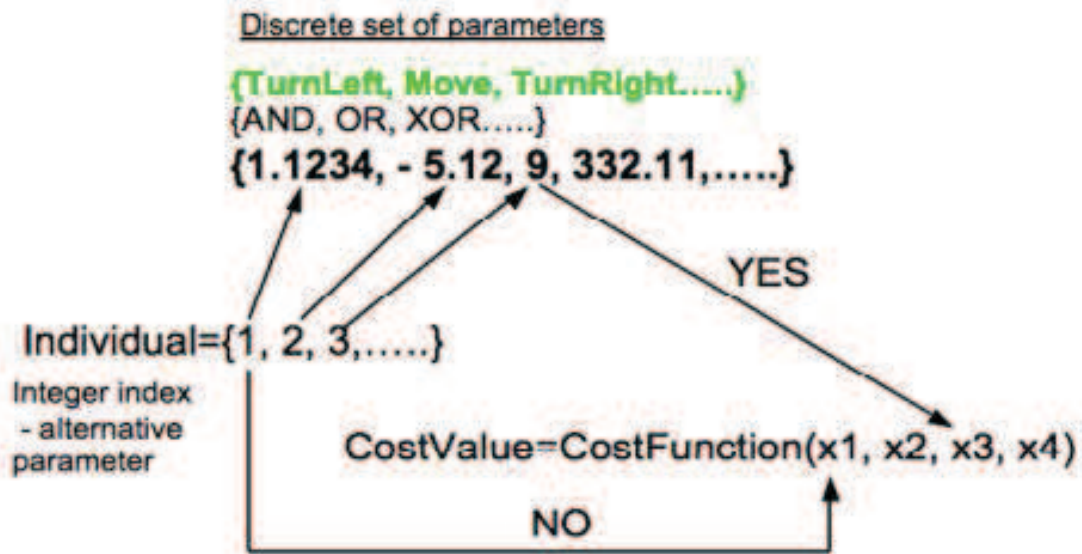 Discrete set of parameters
{TurnLeft, Move, TurnRight.....}
{AND, OR, XOR.....}
{1.1234, - 5.12, 9, 332.11,.....}
YES
Individual={1, 2, 3,.....}
Integer index
- alternative
parameter
CostValue=CostFunction(x1, x2, x3, x4)
NO